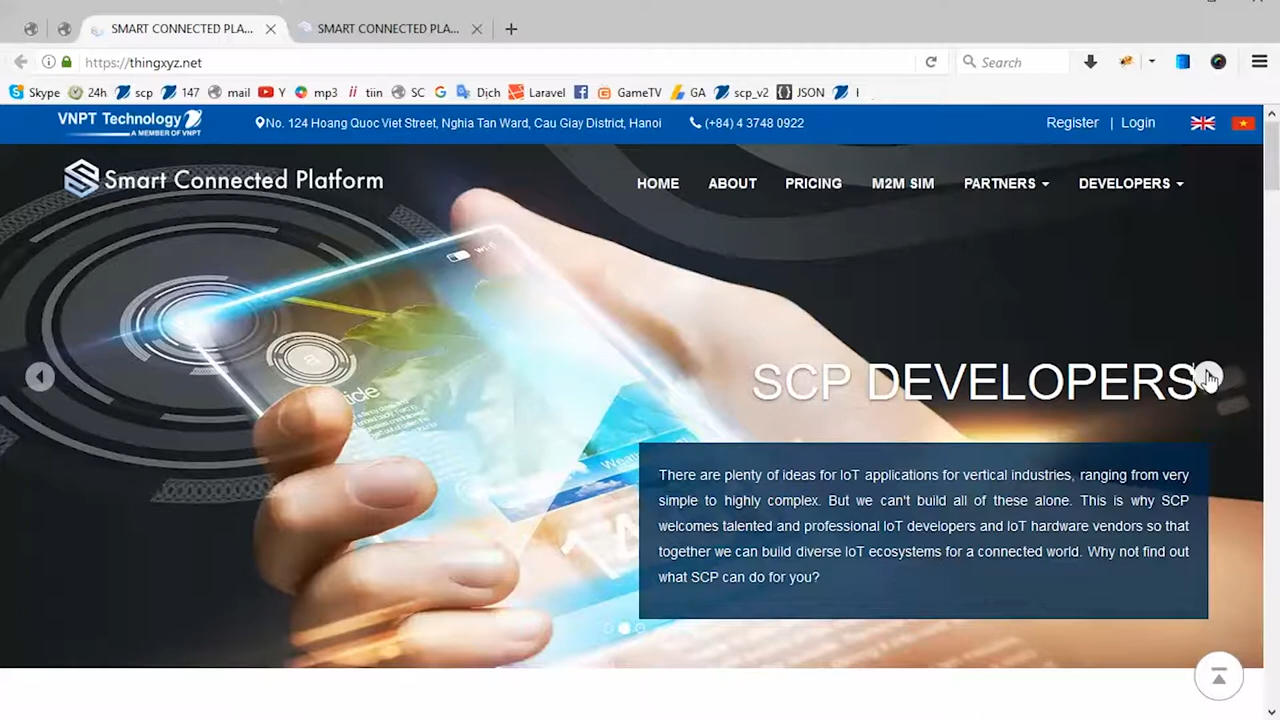 SMART CONNECTED PLA...
SMART CONNECTED PLA...
https://thingxyz.net
Search
Skype
24h
scp
147
mail
Y
mp3
tiin
SC
Dịch
Laravel
GameTV
GA
scp_v2
JSON
I
VNPT Technology
A MEMBER OF VNPT
No. 124 Hoang Quoc Viet Street, Nghia Tan Ward, Cau Giay District, Hanoi
(+84) 4 3748 0922
Register | Login
Smart Connected Platform
HOME
ABOUT
PRICING
M2M SIM
PARTNERS
DEVELOPERS
SCP DEVELOPERS
There are plenty of ideas for IoT applications for vertical industries, ranging from very
simple to highly complex. But we can't build all of these alone. This is why SCP
welcomes talented and professional IoT developers and IoT hardware vendors so that
together we can build diverse IoT ecosystems for a connected world. Why not find out
what SCP can do for you?